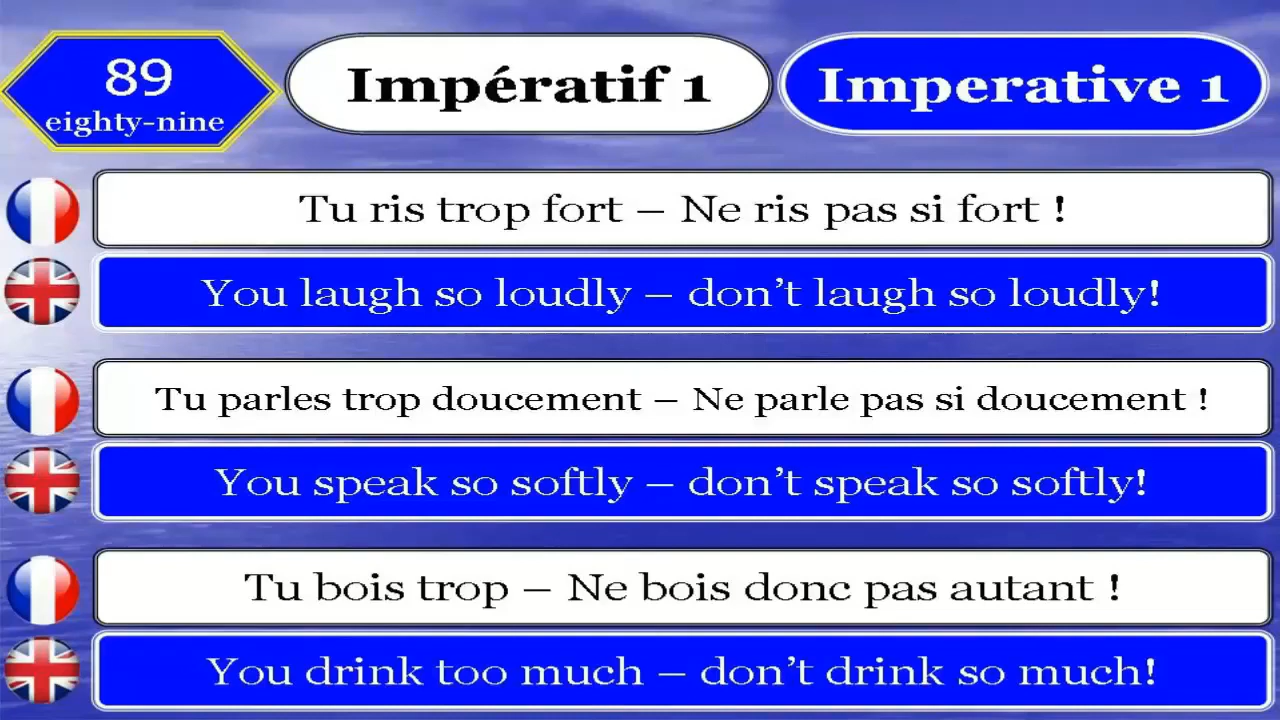 89
eighty-nine
Impératif 1
Imperative 1
Tu ris trop fort – Ne ris pas si fort !
You laugh so loudly – don’t laugh so loudly!
Tu parles trop doucement – Ne parle pas si doucement !
You speak so softly – don’t speak so softly!
Tu bois trop – Ne bois donc pas autant !
You drink too much – don’t drink so much!